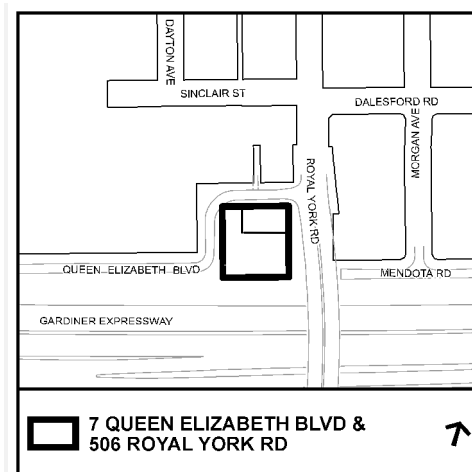 DAYTON AVE
SINCLAIR ST
DALESFORD RD
MORGAN AVE
ROYAL YORK RD
QUEEN ELIZABETH BLVD
MENDOTA RD
GARDINER EXPRESSWAY
7 QUEEN ELIZABETH BLVD &
506 ROYAL YORK RD